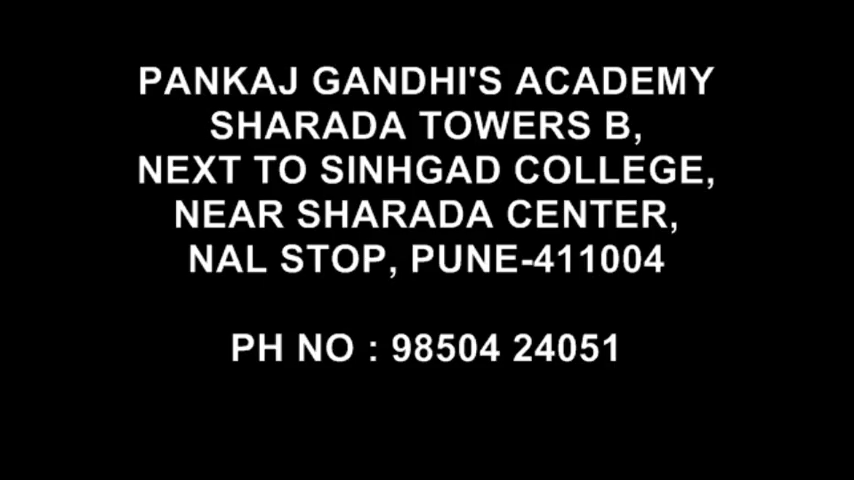 PANKAJ GANDHI'S ACADEMY
SHARADA TOWERS B,
NEXT TO SINHGAD COLLEGE,
NEAR SHARADA CENTER,
NAL STOP, PUNE-411004
PH NO : 98504 24051